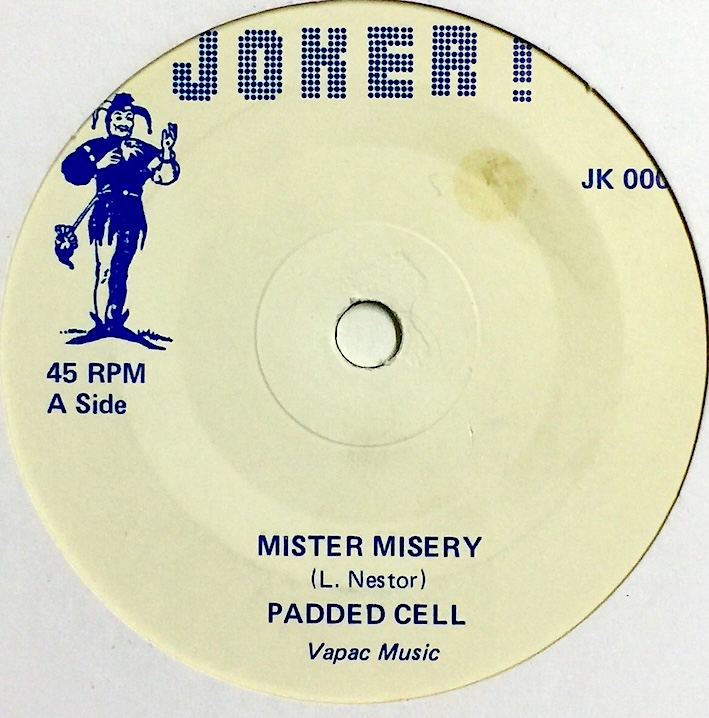 JOKER!
JK 000
45 RPM
A Side
MISTER MISERY
(L. Nestor)
PADDED CELL
Vapac Music